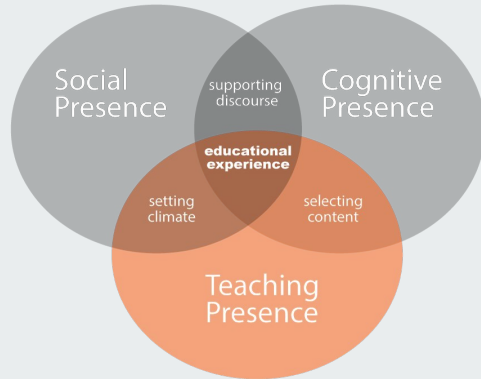 Social
Presence
supporting
discourse
Cognitive
Presence
educational
experience
setting
climate
selecting
content
Teaching
Presence